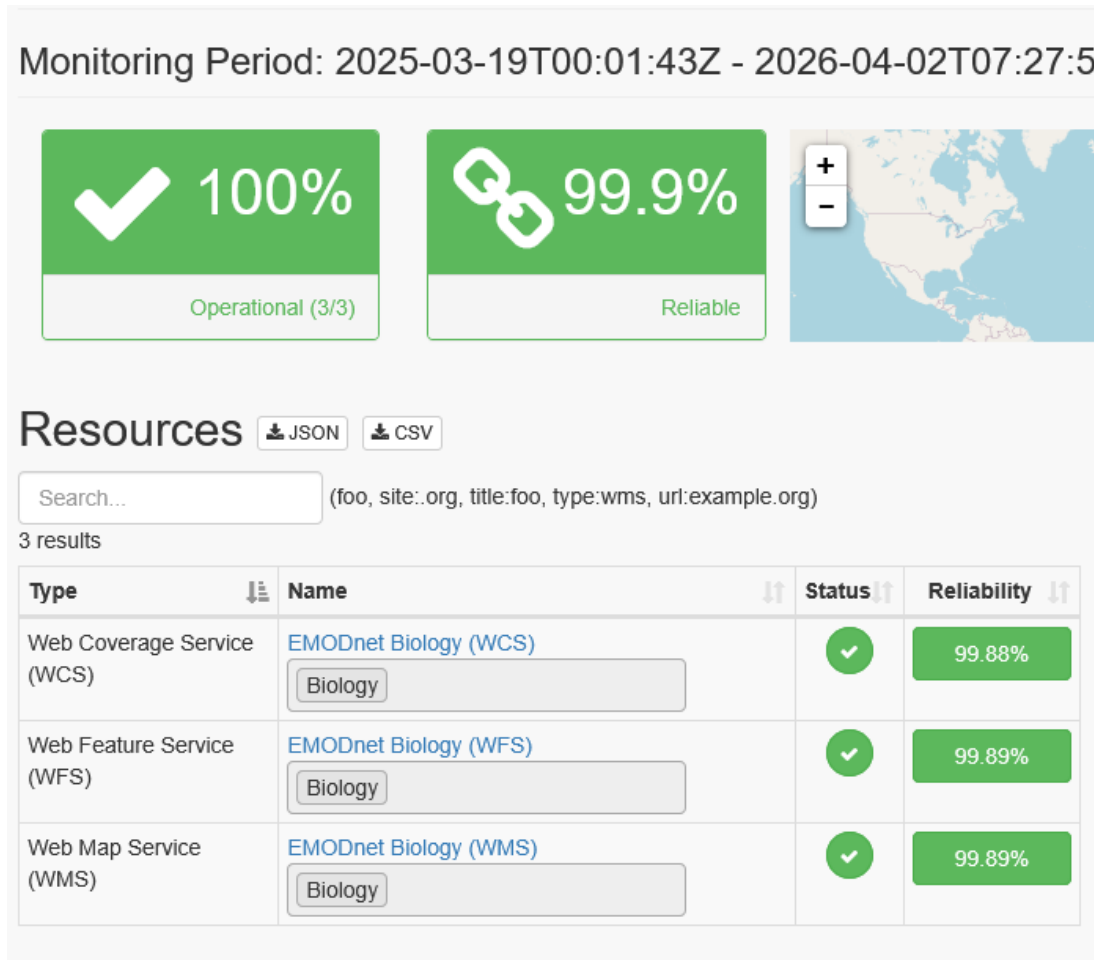 Monitoring Period: 2025-03-19T00:01:43Z - 2026-04-02T07:27:5
100%
Operational (3/3)
99.9%
Reliable
+
−
Resources JSON CSV
Search... (foo, site:.org, title:foo, type:wms, url:example.org)
3 results
Type Name Status Reliability
Web Coverage Service (WCS) EMODnet Biology (WCS) 99.88%
Biology
Web Feature Service (WFS) EMODnet Biology (WFS) 99.89%
Biology
Web Map Service (WMS) EMODnet Biology (WMS) 99.89%
Biology